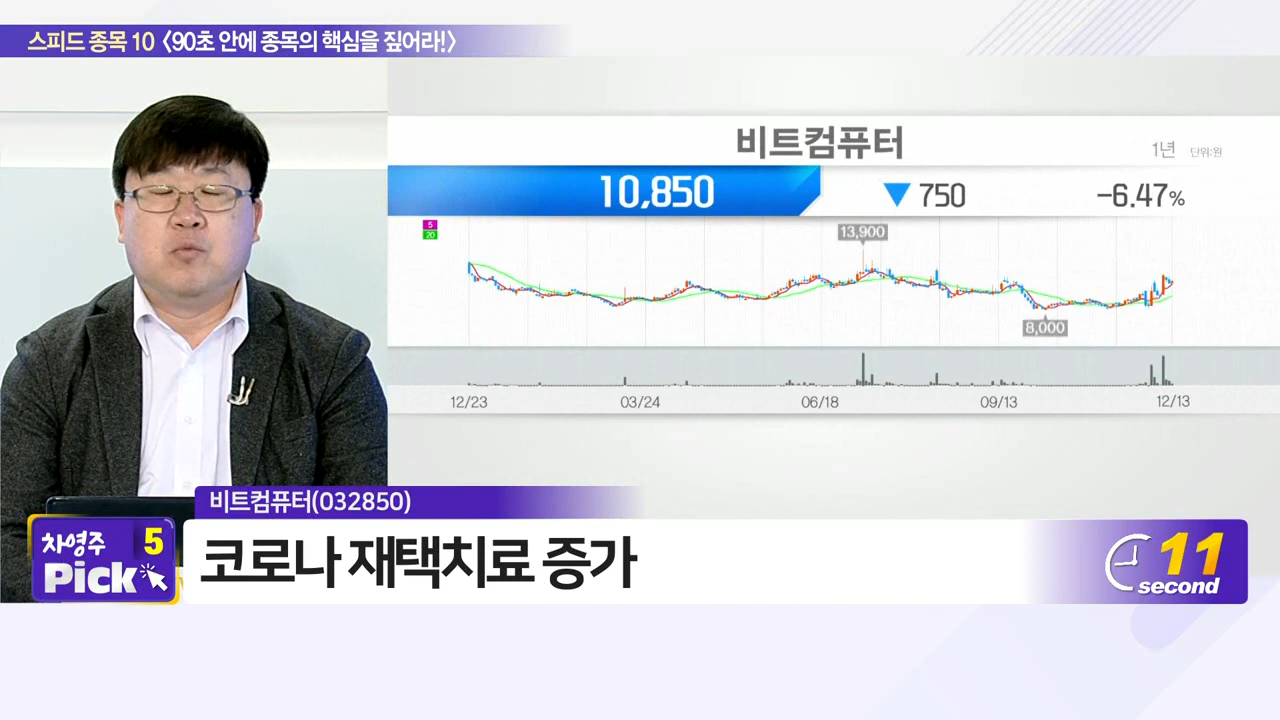 스피드 종목 10 <90초 안에 종목의 핵심을 짚어라!>
비트컴퓨터
1년 단위:원
10,850 ▼ 750 -6.47%
5
20
13,900
8,000
12/23 03/24 06/18 09/13 12/13
비트컴퓨터(032850)
차영주 5
Pick
코로나 재택치료 증가
11
second